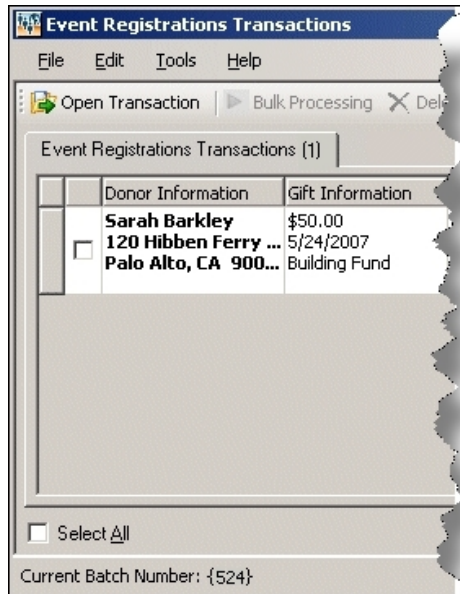 Event Registrations Transactions
File Edit Tools Help
Open Transaction Bulk Processing
Event Registrations Transactions (1)
Donor Information Gift Information
Sarah Barkley $50.00
120 Hibben Ferry ... 5/24/2007
Palo Alto, CA 900... Building Fund
Select All
Current Batch Number: {524}